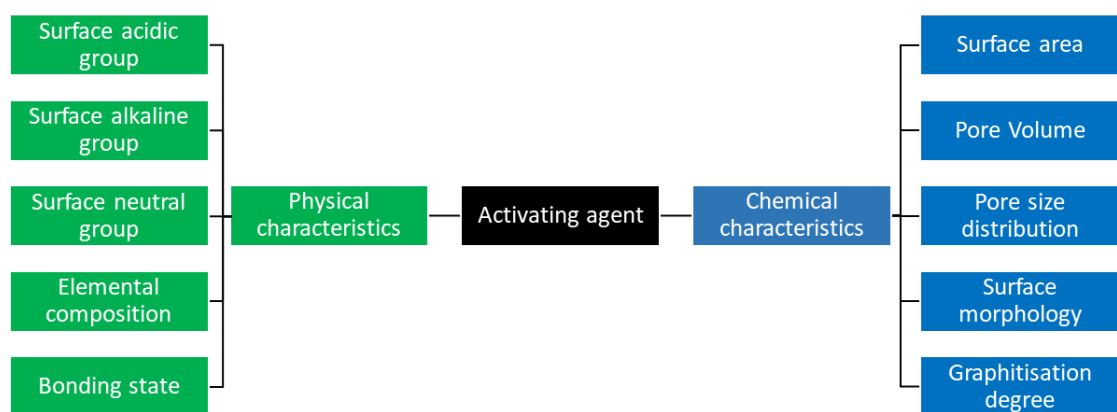 Surface acidic
group
Surface alkaline
group
Surface neutral
group
Elemental
composition
Bonding state
Physical
characteristics
Activating agent
Chemical
characteristics
Surface area
Pore Volume
Pore size
distribution
Surface
morphology
Graphitisation
degree